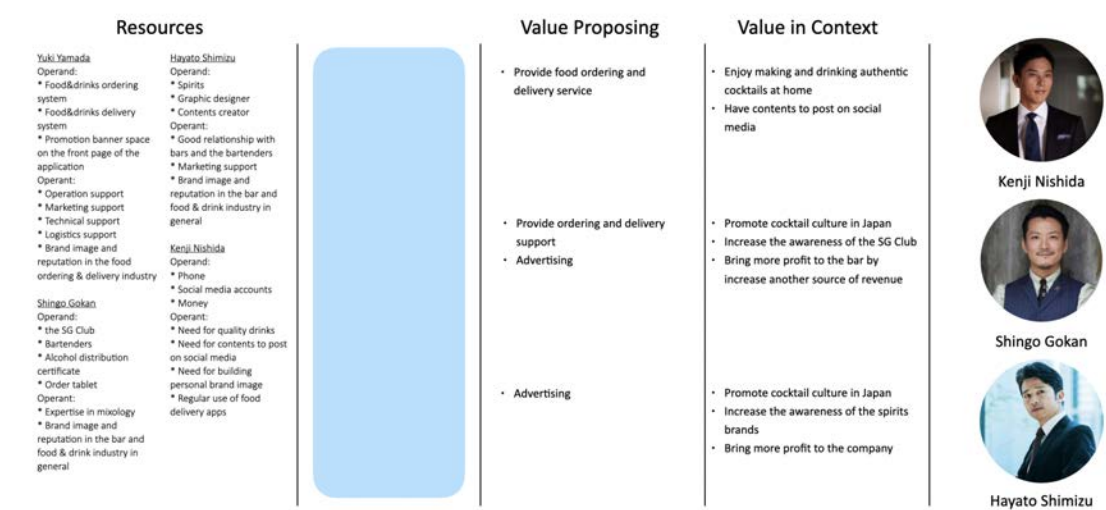 Resources
Value Proposing
Value in Context
Yuki Yamada
Operand:
* Food&drinks ordering
system
* Food&drinks delivery
system
* Promotion banner space
on the front page of the
application
Operant:
* Operation support
* Marketing support
* Technical support
* Logistics support
* Brand image and
reputation in the food
ordering & delivery industry
Shingo Gokan
Operand:
* the SG Club
* Bartenders
* Alcohol distribution
certificate
* Order tablet
Operant:
* Expertise in mixology
* Brand image and
reputation in the bar and
food & drink industry in
general
Hayato Shimizu
Operand:
* Spirits
* Graphic designer
* Contents creator
Operant:
* Good relationship with
bars and the bartenders
* Marketing support
* Brand image and
reputation in the bar and
food & drink industry in
general
Kenji Nishida
Operand:
* Phone
* Social media accounts
* Money
Operant:
* Need for quality drinks
* Need for contents to post
on social media
* Need for building
personal brand image
* Regular use of food
delivery apps
・ Provide food ordering and
delivery service
・ Provide ordering and delivery
support
・ Advertising
・ Advertising
・ Enjoy making and drinking authentic
cocktails at home
・ Have contents to post on social
media
・ Promote cocktail culture in Japan
・ Increase the awareness of the SG Club
・ Bring more profit to the bar by
increase another source of revenue
・ Promote cocktail culture in Japan
・ Increase the awareness of the spirits
brands
・ Bring more profit to the company
Kenji Nishida
Shingo Gokan
Hayato Shimizu